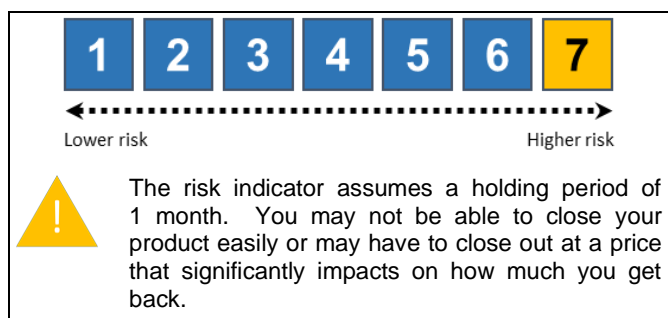 1 2 3 4 5 6 7
Lower risk Higher risk
!
The risk indicator assumes a holding period of
1 month. You may not be able to close your
product easily or may have to close out at a price
that significantly impacts on how much you get
back.